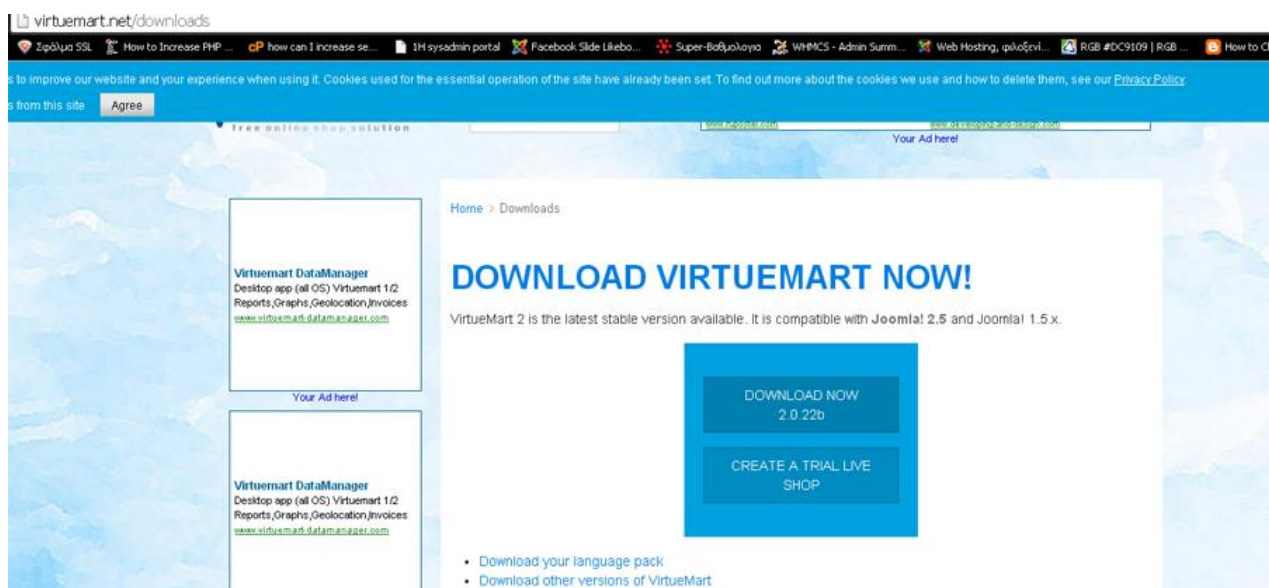 virtuemart.net/downloads
Σφάλμα SSL How to Increase PHP ... cP how can I increase se... 1H sysadmin portal Facebook Slide Likebo... Super-Βαθμολογια WHMCS - Admin Summ... Web Hosting, φιλοξενί... RGB #DC9109 | RGB ... How to Cl
s to improve our website and your experience when using it. Cookies used for the essential operation of the site have already been set. To find out more about the cookies we use and how to delete them, see our Privacy Policy.
s from this site Agree
free online shop solution
www.developing-and-design.com
Your Ad here!
Home > Downloads
Virtuemart DataManager
Desktop app (all OS) Virtuemart 1/2
Reports,Graphs,Geolocation,Invoices
www.virtuemart-datamanager.com
Your Ad here!
DOWNLOAD VIRTUEMART NOW!
VirtueMart 2 is the latest stable version available. It is compatible with Joomla! 2.5 and Joomla! 1.5.x.
DOWNLOAD NOW
2.0.22b
CREATE A TRIAL LIVE
SHOP
Virtuemart DataManager
Desktop app (all OS) Virtuemart 1/2
Reports,Graphs,Geolocation,Invoices
www.virtuemart-datamanager.com
• Download your language pack
• Download other versions of VirtueMart